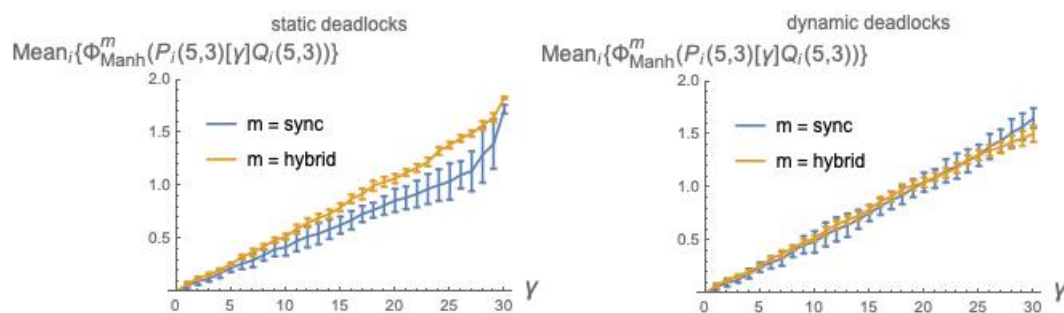 static deadlocks
Mean_i{Φ^m_Manh(P_i(5,3)[γ]Q_i(5,3))}
2.0
m = sync
1.5
m = hybrid
1.0
0.5
0 5 10 15 20 25 30 γ
dynamic deadlocks
Mean_i{Φ^m_Manh(P_i(5,3)[γ]Q_i(5,3))}
2.0
m = sync
1.5
m = hybrid
1.0
0.5
0 5 10 15 20 25 30 γ